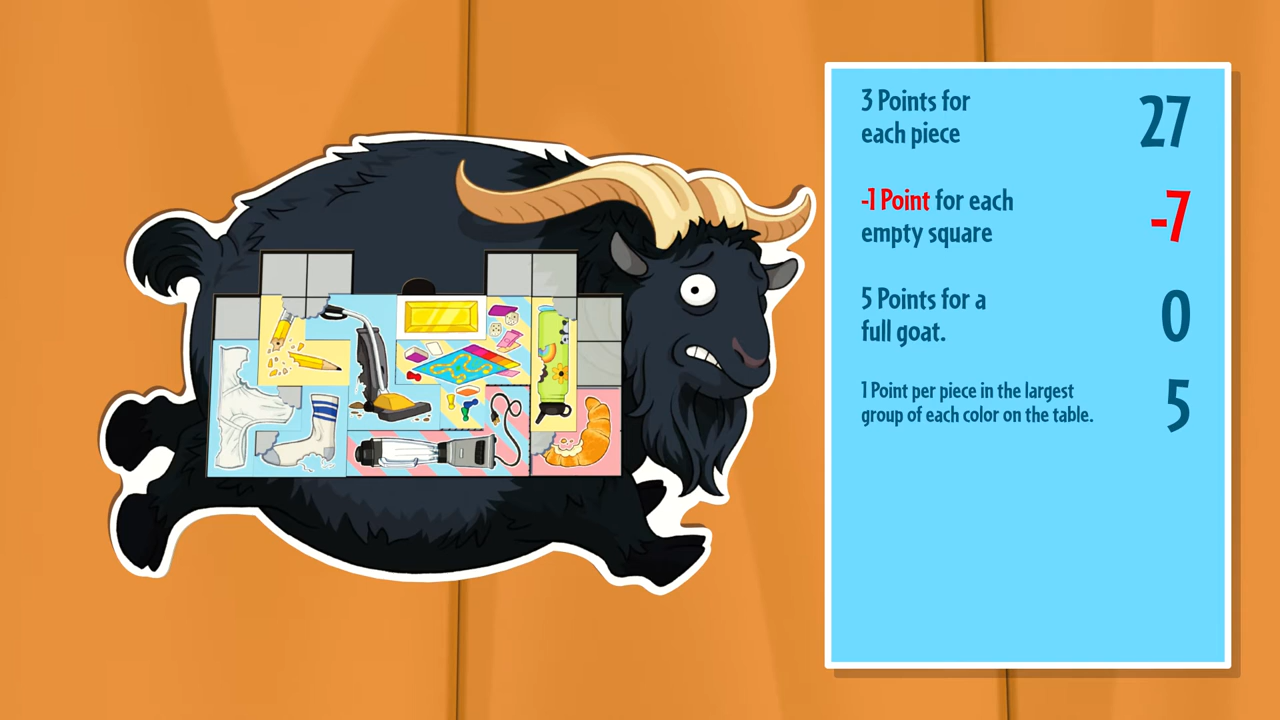 3 Points for
each piece
27
-1 Point for each
empty square
-7
5 Points for a
full goat.
0
1 Point per piece in the largest
group of each color on the table.
5